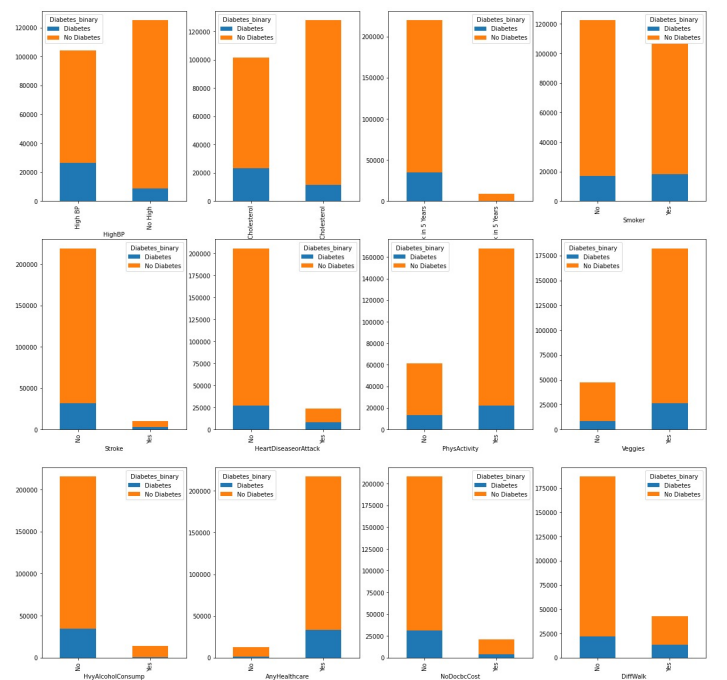 Diabetes_binary
Diabetes
No Diabetes
120000
100000
80000
60000
40000
20000
0
High BP
No High
HighBP
Diabetes_binary
Diabetes
No Diabetes
120000
100000
80000
60000
40000
20000
0
Cholesterol
Cholesterol
Diabetes_binary
Diabetes
No Diabetes
200000
150000
100000
50000
0
k in 5 Years
k in 5 Years
Diabetes_binary
Diabetes
No Diabetes
120000
100000
80000
60000
40000
20000
0
No
Yes
Smoker
Diabetes_binary
Diabetes
No Diabetes
200000
150000
100000
50000
0
No
Yes
Stroke
Diabetes_binary
Diabetes
No Diabetes
200000
175000
150000
125000
100000
75000
50000
25000
0
No
Yes
HeartDiseaseorAttack
Diabetes_binary
Diabetes
No Diabetes
160000
140000
120000
100000
80000
60000
40000
20000
0
No
Yes
PhysActivity
Diabetes_binary
Diabetes
No Diabetes
175000
150000
125000
100000
75000
50000
25000
0
No
Yes
Veggies
Diabetes_binary
Diabetes
No Diabetes
200000
150000
100000
50000
0
No
Yes
HvyAlcoholConsump
Diabetes_binary
Diabetes
No Diabetes
200000
150000
100000
50000
0
No
Yes
AnyHealthcare
Diabetes_binary
Diabetes
No Diabetes
200000
175000
150000
125000
100000
75000
50000
25000
0
No
Yes
NoDocbcCost
Diabetes_binary
Diabetes
No Diabetes
175000
150000
125000
100000
75000
50000
25000
0
No
Yes
DiffWalk